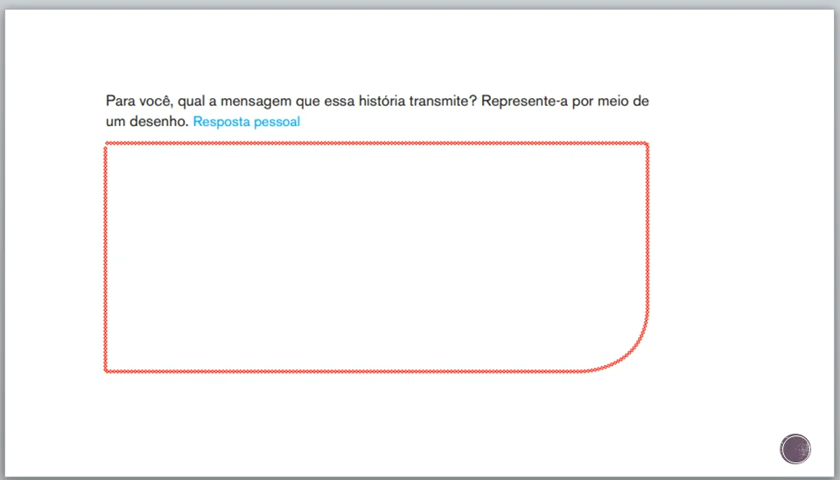 Para você, qual a mensagem que essa história transmite? Represente-a por meio de
um desenho. Resposta pessoal